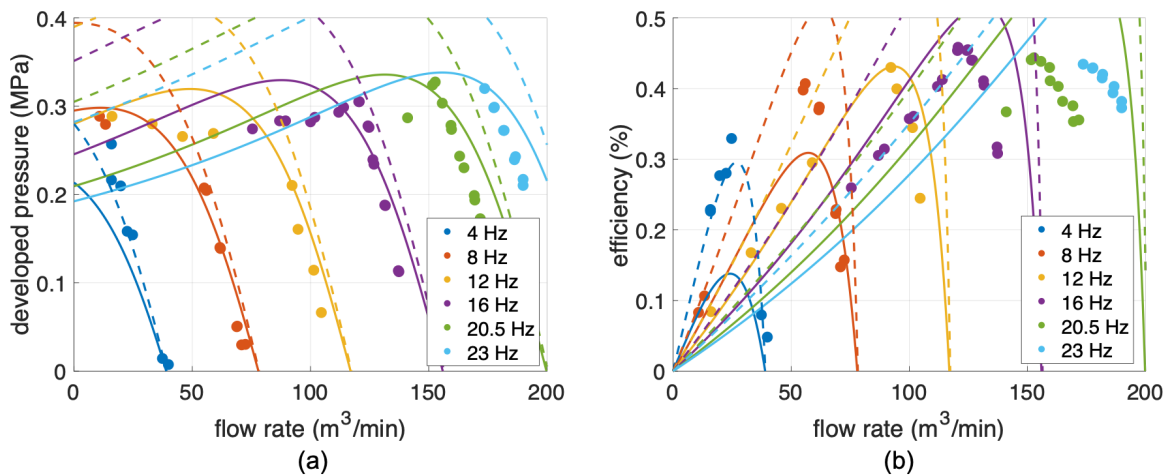 0.4
0.3
0.2
0.1
0
0
50
100
150
200
developed pressure (MPa)
flow rate (m³/min)
4 Hz
8 Hz
12 Hz
16 Hz
20.5 Hz
23 Hz
(a)
0.5
0.4
0.3
0.2
0.1
0
0
50
100
150
200
efficiency (%)
flow rate (m³/min)
4 Hz
8 Hz
12 Hz
16 Hz
20.5 Hz
23 Hz
(b)